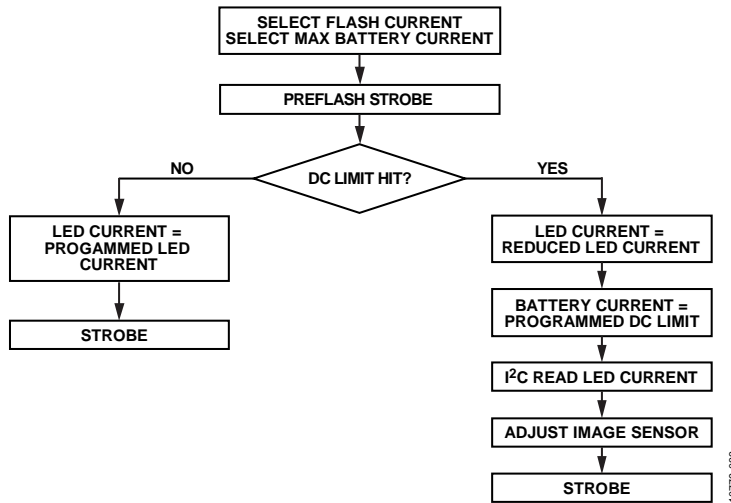 SELECT FLASH CURRENT
SELECT MAX BATTERY CURRENT
PREFLASH STROBE
DC LIMIT HIT?
NO
YES
LED CURRENT =
PROGAMMED LED
CURRENT
STROBE
LED CURRENT =
REDUCED LED CURRENT
BATTERY CURRENT =
PROGRAMMED DC LIMIT
I²C READ LED CURRENT
ADJUST IMAGE SENSOR
STROBE